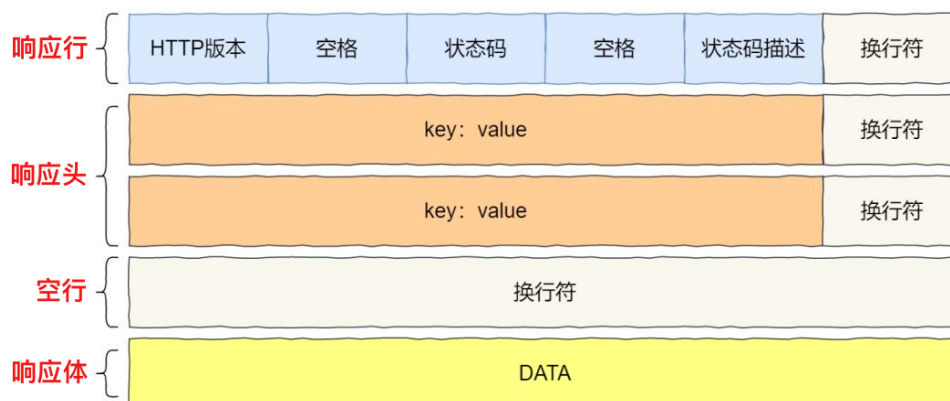 响应行 HTTP版本 空格 状态码 空格 状态码描述 换行符
key：value 换行符
响应头
key：value 换行符
空行 换行符
响应体 DATA